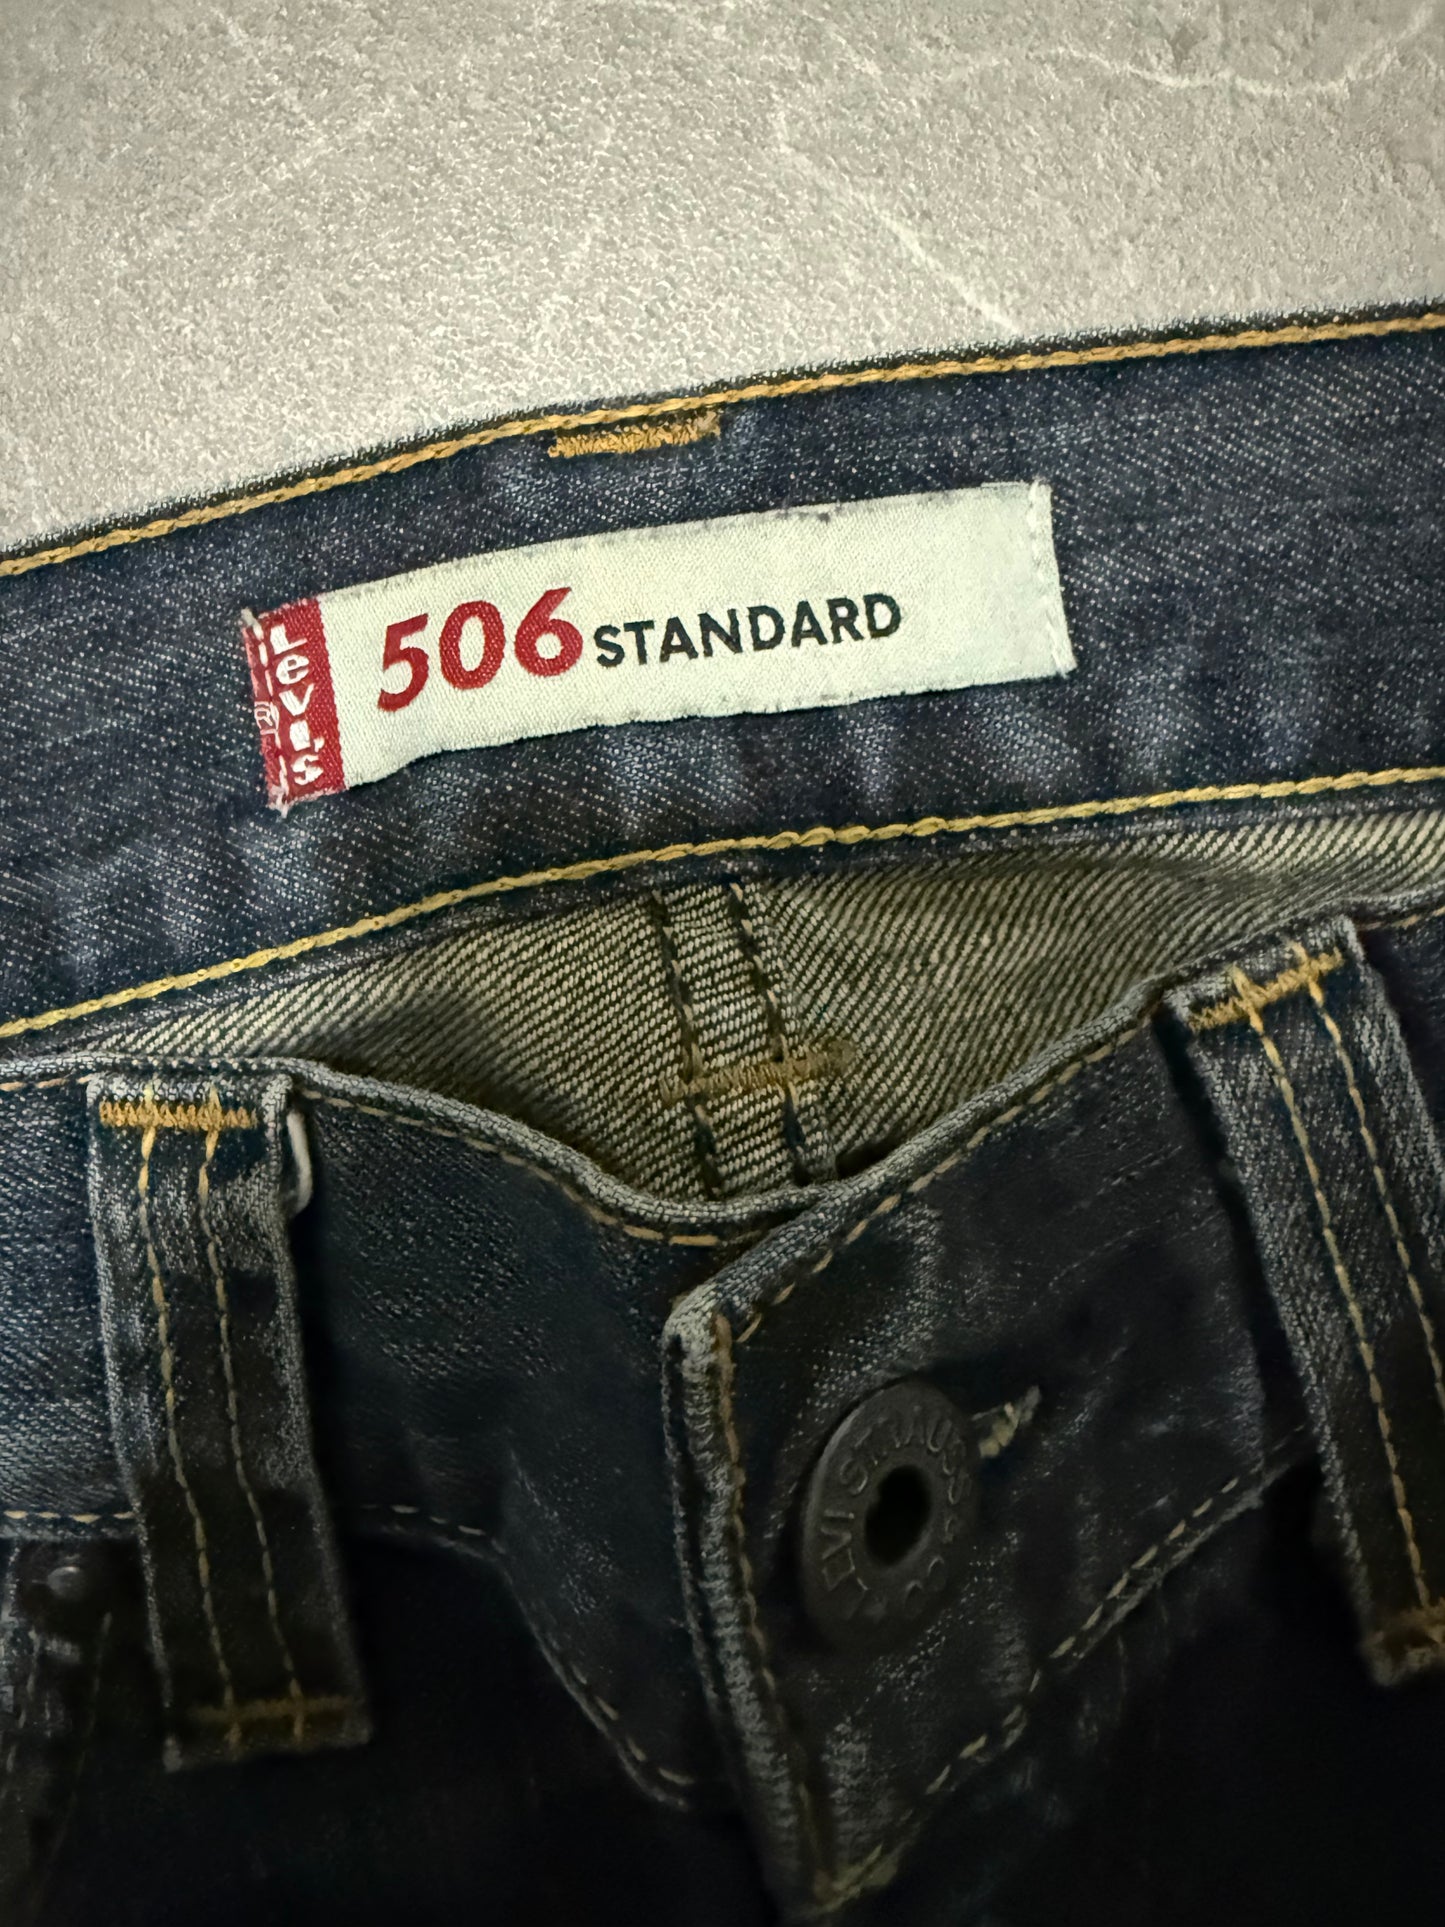 Levi's
®
506 STANDARD
LEVI STRAUSS & CO